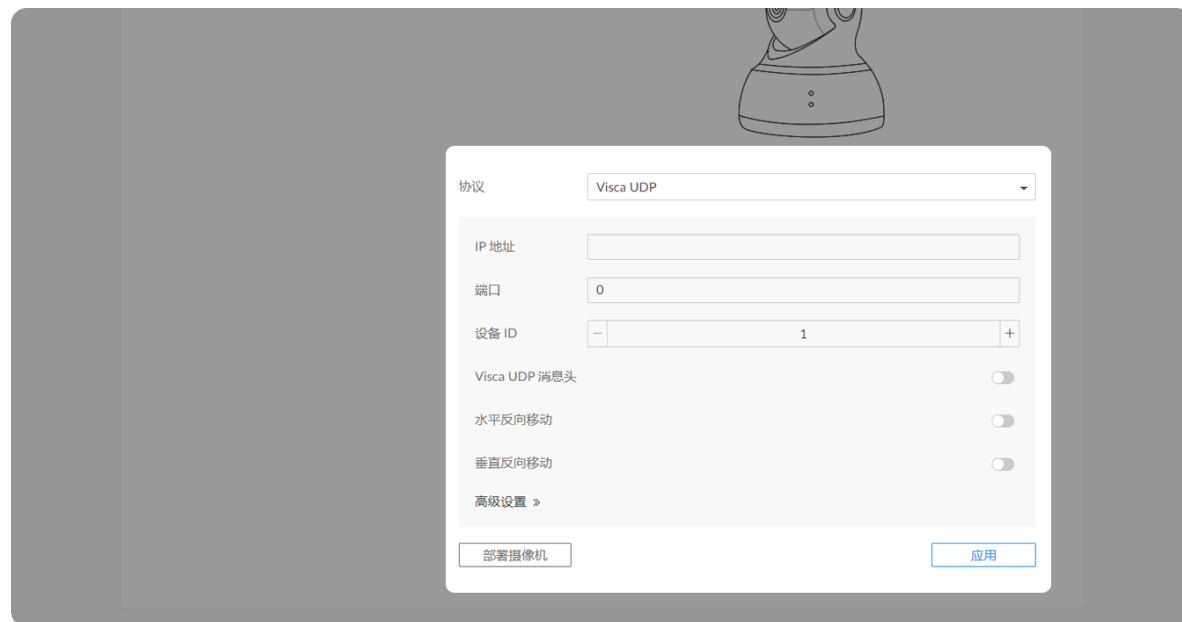 协议 Visca UDP
IP 地址
端口 0
设备 ID − 1 +
Visca UDP 消息头
水平反向移动
垂直反向移动
高级设置 »
部署摄像机 应用